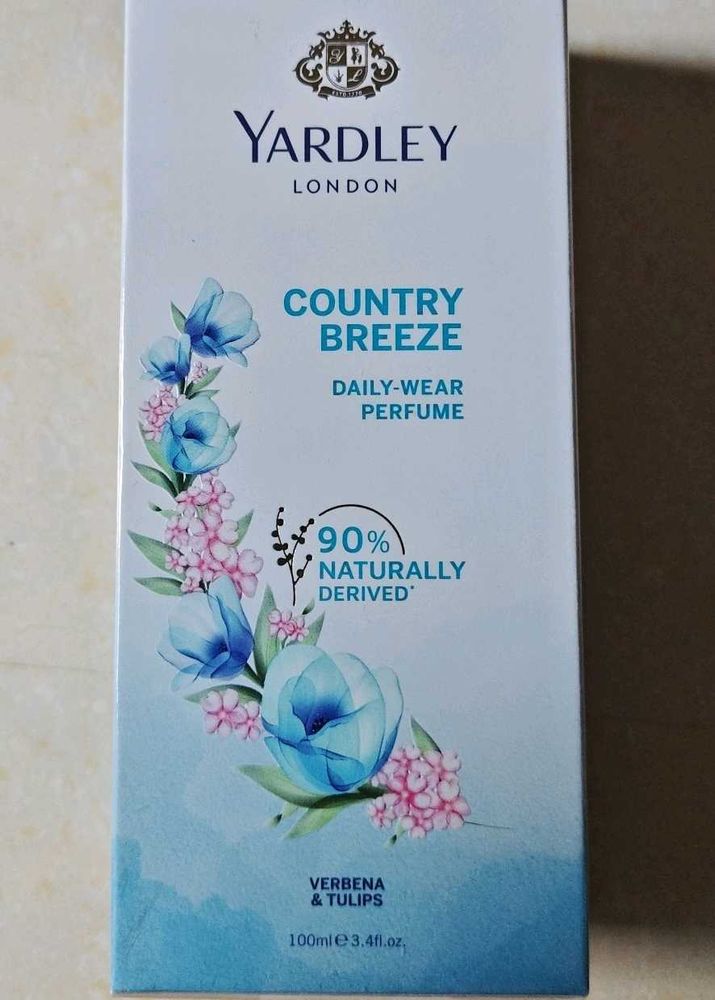 YARDLEY
LONDON
COUNTRY
BREEZE
DAILY-WEAR
PERFUME
90%
NATURALLY
DERIVED*
VERBENA
& TULIPS
100ml ℮ 3.4fl.oz.